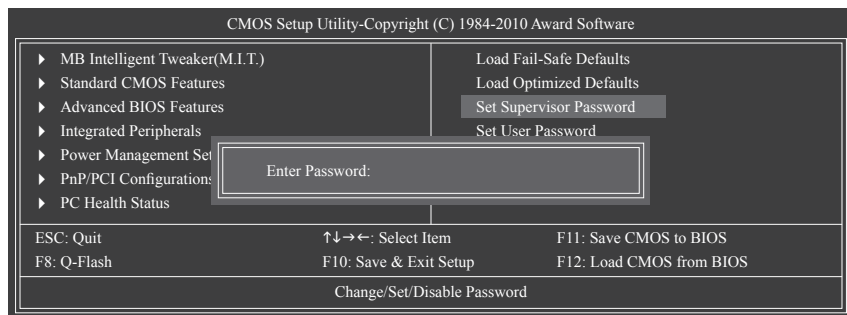 CMOS Setup Utility-Copyright (C) 1984-2010 Award Software
MB Intelligent Tweaker(M.I.T.)
Standard CMOS Features
Advanced BIOS Features
Integrated Peripherals
Power Management Set
PnP/PCI Configurations
PC Health Status
Load Fail-Safe Defaults
Load Optimized Defaults
Set Supervisor Password
Set User Password
Enter Password:
ESC: Quit ↑↓→←: Select Item F11: Save CMOS to BIOS
F8: Q-Flash F10: Save & Exit Setup F12: Load CMOS from BIOS
Change/Set/Disable Password